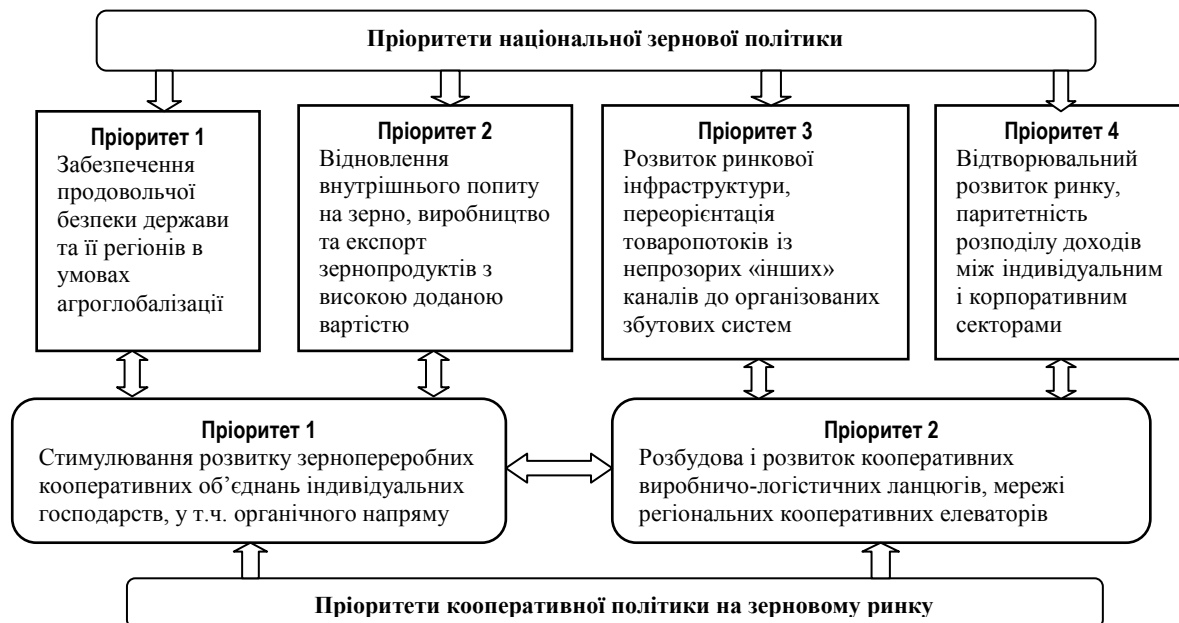 Пріоритети національної зернової політики
Пріоритет 1
Забезпечення
продовольчої
безпеки держави
та її регіонів в
умовах
агроглобалізації
Пріоритет 2
Відновлення
внутрішнього попиту
на зерно, виробництво
та експорт
зернопродуктів з
високою доданою
вартістю
Пріоритет 3
Розвиток ринкової
інфраструктури,
переорієнтація
товаропотоків із
непрозорих «інших»
каналів до організованих
збутових систем
Пріоритет 4
Відтворювальний
розвиток ринку,
паритетність
розподілу доходів
між індивідуальним
і корпоративним
секторами
Пріоритет 1
Стимулювання розвитку зернопереробних
кооперативних об’єднань індивідуальних
господарств, у т.ч. органічного напряму
Пріоритет 2
Розбудова і розвиток кооперативних
виробничо-логістичних ланцюгів, мережі
регіональних кооперативних елеваторів
Пріоритети кооперативної політики на зерновому ринку